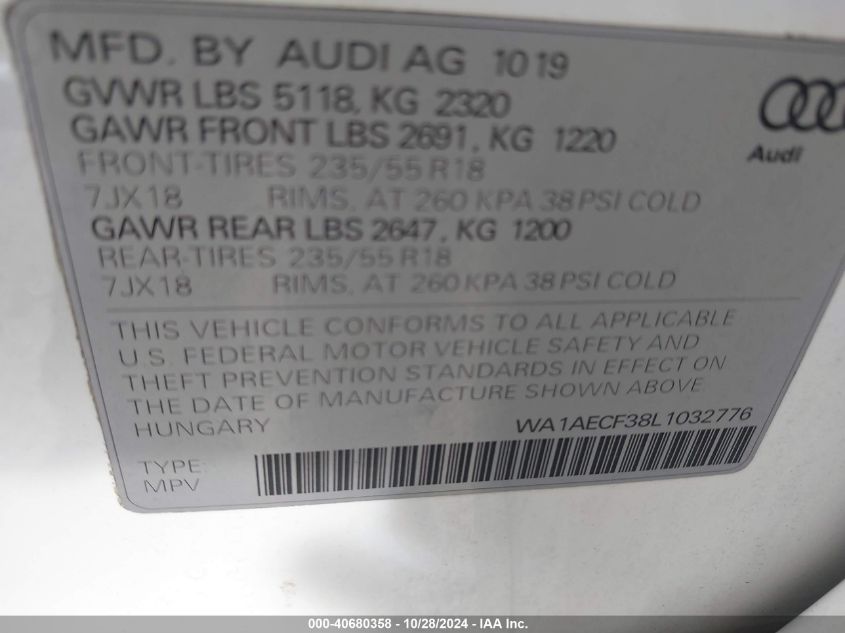 MFD. BY AUDI AG 1019
GVWR LBS 5118, KG 2320
GAWR FRONT LBS 2691, KG 1220
FRONT-TIRES 235/55 R18
7JX18 RIMS, AT 260 KPA 38 PSI COLD
GAWR REAR LBS 2647, KG 1200
REAR-TIRES 235/55 R18
7JX18 RIMS, AT 260 KPA 38 PSI COLD
Audi
THIS VEHICLE CONFORMS TO ALL APPLICABLE
U.S. FEDERAL MOTOR VEHICLE SAFETY AND
THEFT PREVENTION STANDARDS IN EFFECT ON
THE DATE OF MANUFACTURE SHOWN ABOVE
HUNGARY WA1AECF38L1032776
TYPE:
MPV
000-40680358 - 10/28/2024 - IAA Inc.